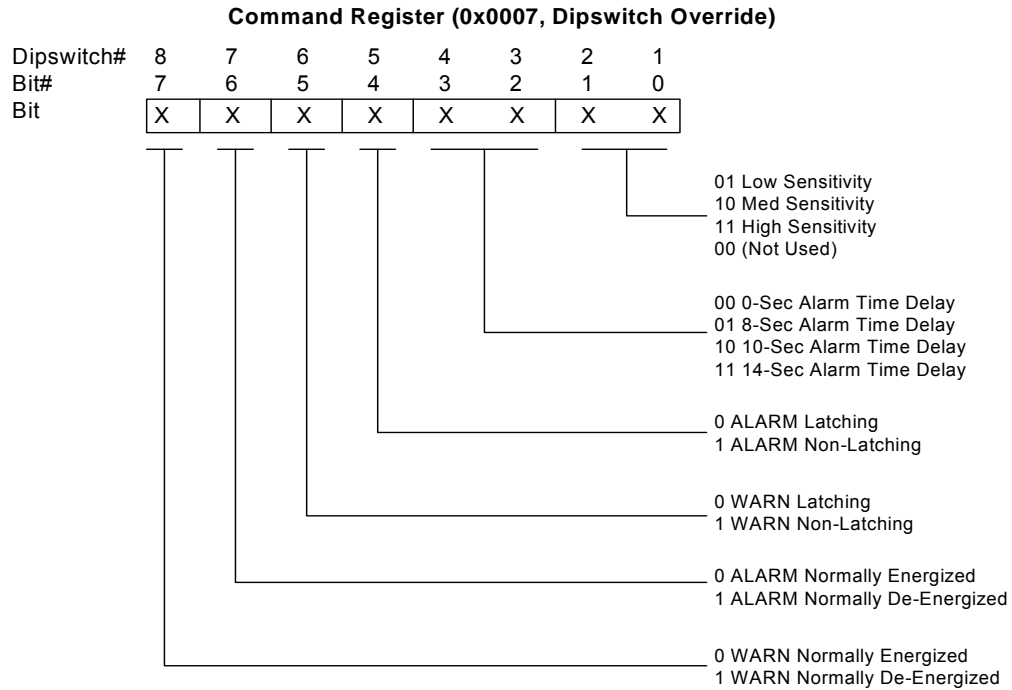 Command Register (0x0007, Dipswitch Override)
Dipswitch# 8 7 6 5 4 3 2 1
Bit# 7 6 5 4 3 2 1 0
Bit X X X X X X X X
01 Low Sensitivity
10 Med Sensitivity
11 High Sensitivity
00 (Not Used)
00 0-Sec Alarm Time Delay
01 8-Sec Alarm Time Delay
10 10-Sec Alarm Time Delay
11 14-Sec Alarm Time Delay
0 ALARM Latching
1 ALARM Non-Latching
0 WARN Latching
1 WARN Non-Latching
0 ALARM Normally Energized
1 ALARM Normally De-Energized
0 WARN Normally Energized
1 WARN Normally De-Energized